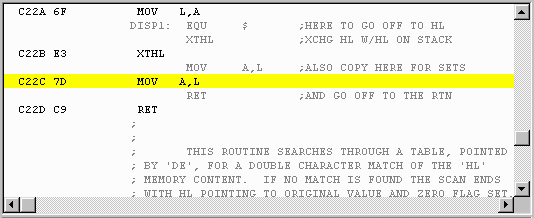 C22A 6F MOV L,A
DISP1: EQU $ ;HERE TO GO OFF TO HL
XTHL ;XCHG HL W/HL ON STACK
C22B E3 XTHL
MOV A,L ;ALSO COPY HERE FOR SETS
C22C 7D MOV A,L
RET ;AND GO OFF TO THE RTN
C22D C9 RET
;
;
; THIS ROUTINE SEARCHES THROUGH A TABLE, POINTED
; BY 'DE', FOR A DOUBLE CHARACTER MATCH OF THE 'HL'
; MEMORY CONTENT. IF NO MATCH IS FOUND THE SCAN ENDS
; WITH HL POINTING TO ORIGINAL VALUE AND ZERO FLAG SET.